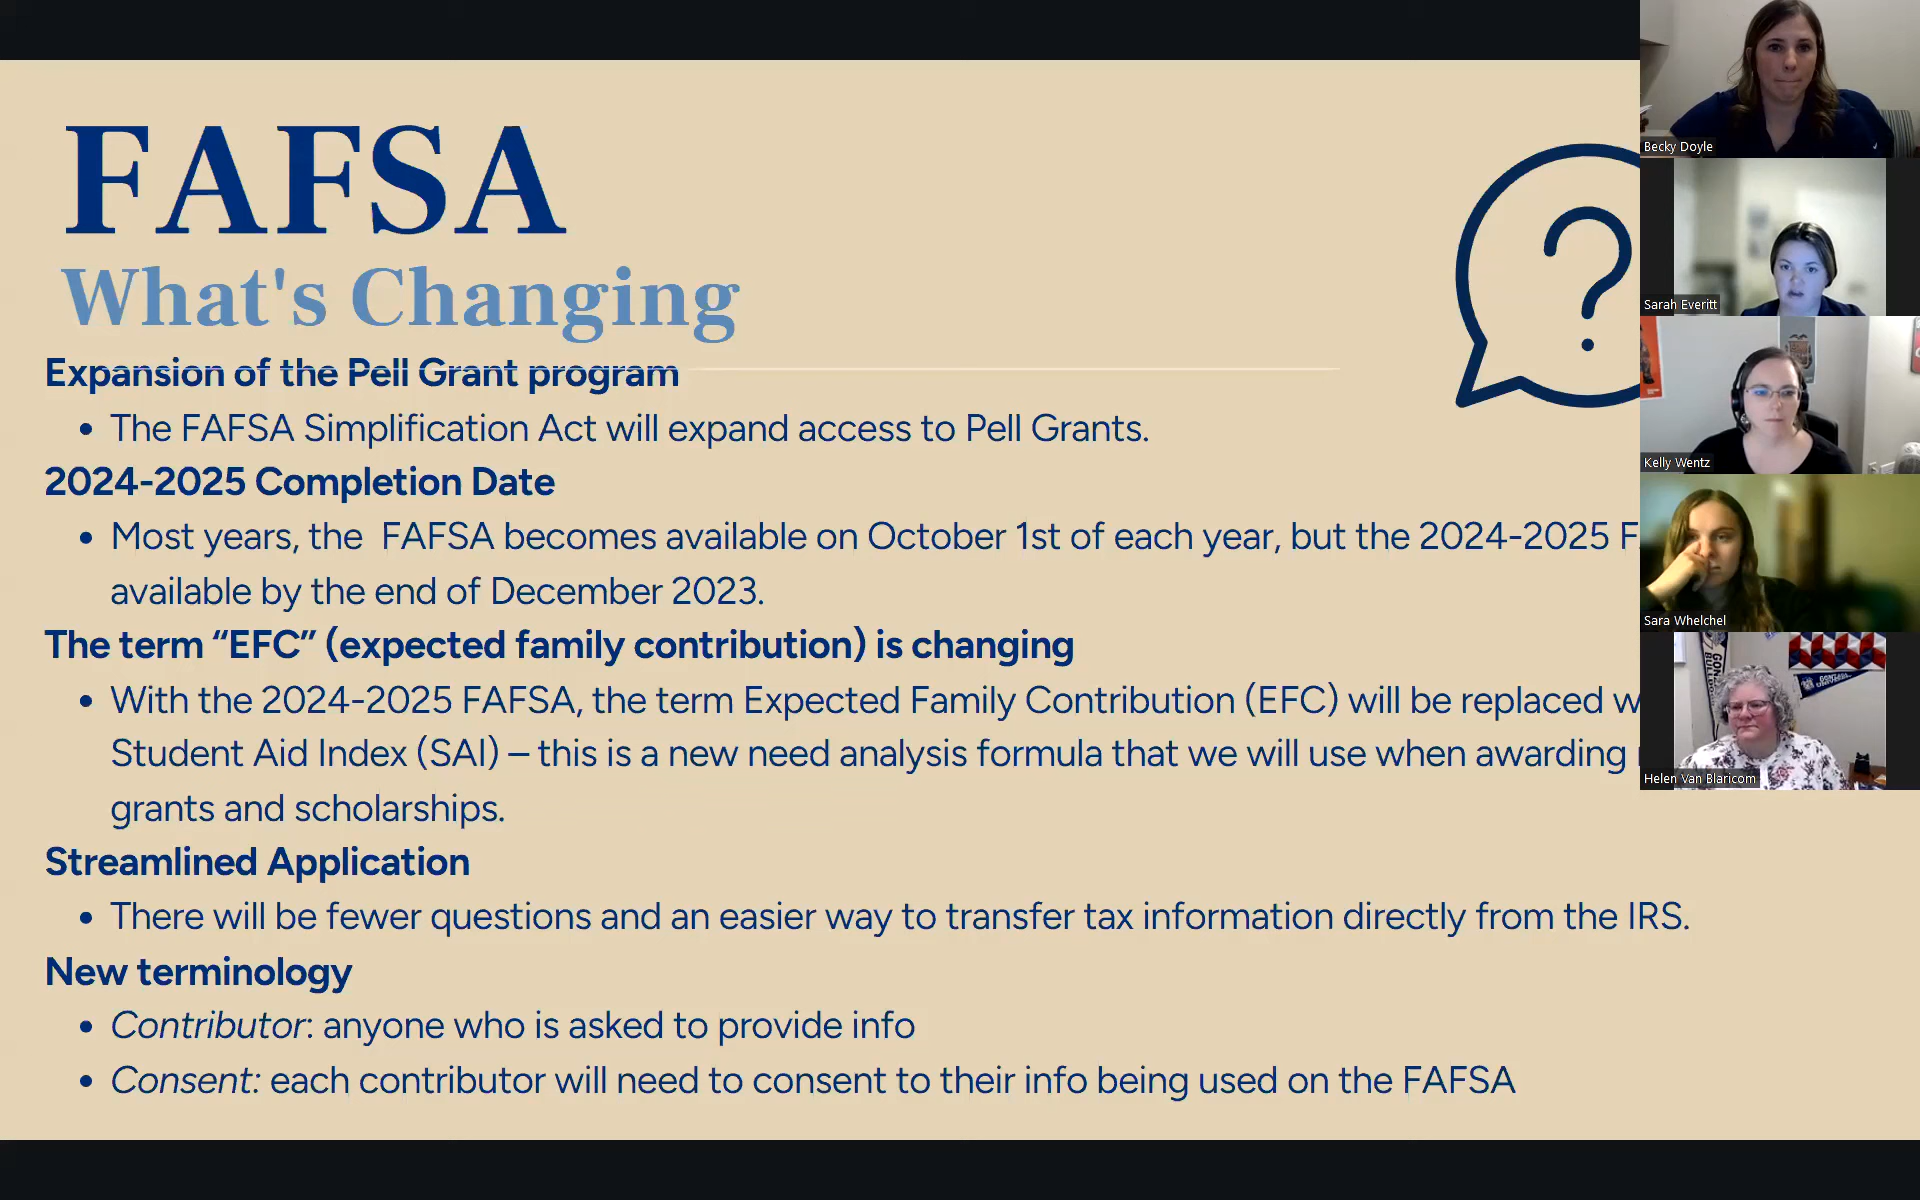 FAFSA
What's Changing
Expansion of the Pell Grant program
• The FAFSA Simplification Act will expand access to Pell Grants.
2024-2025 Completion Date
• Most years, the FAFSA becomes available on October 1st of each year, but the 2024-2025
available by the end of December 2023.
The term “EFC” (expected family contribution) is changing
• With the 2024-2025 FAFSA, the term Expected Family Contribution (EFC) will be replaced
Student Aid Index (SAI) – this is a new need analysis formula that we will use when awarding
grants and scholarships.
Streamlined Application
• There will be fewer questions and an easier way to transfer tax information directly from the IRS.
New terminology
• Contributor: anyone who is asked to provide info
• Consent: each contributor will need to consent to their info being used on the FAFSA
Becky Doyle
Sarah Everitt
Kelly Wentz
Sara Whelchel
Helen Van Blaricom